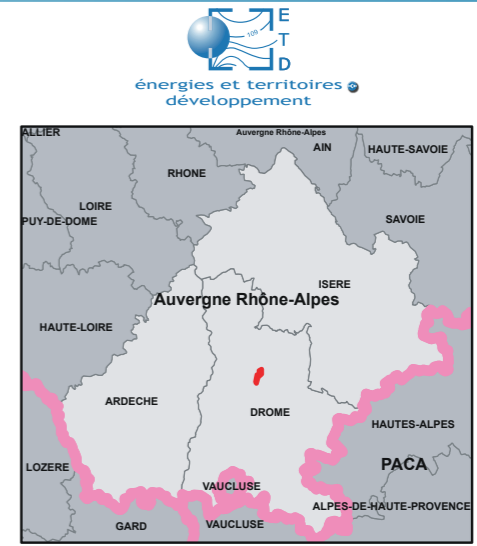 E
T
D
109
énergies et territoires
développement
ALLIER
Auvergne Rhône-Alpes
AIN
HAUTE-SAVOIE
RHONE
LOIRE
PUY-DE-DOME
SAVOIE
ISERE
Auvergne Rhône-Alpes
HAUTE-LOIRE
ARDECHE
DROME
HAUTES-ALPES
PACA
LOZERE
VAUCLUSE
ALPES-DE-HAUTE-PROVENCE
GARD
VAUCLUSE